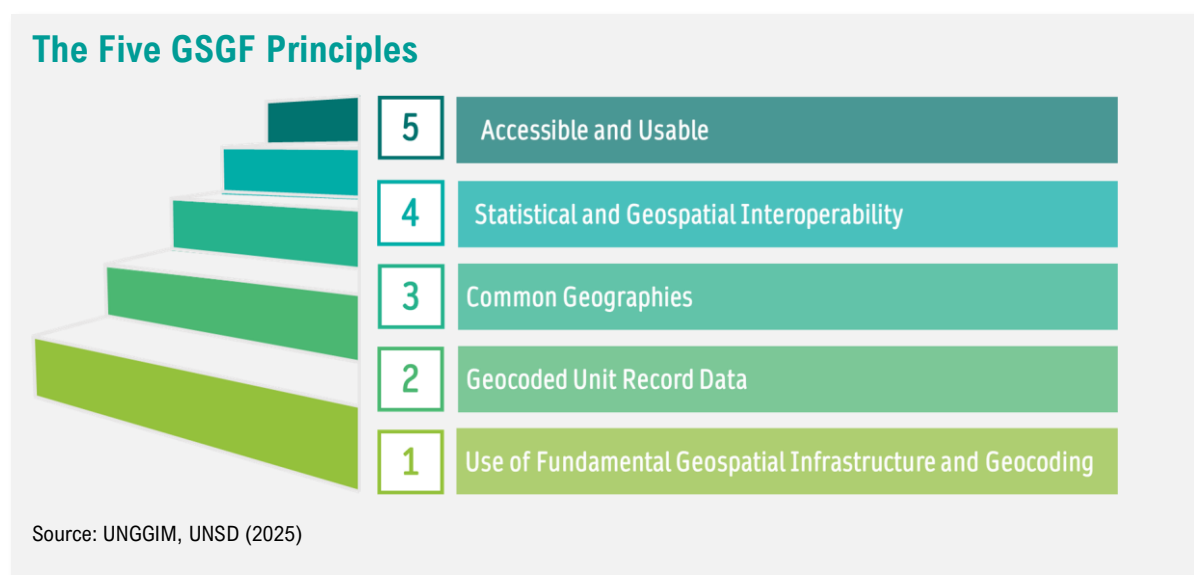 The Five GSGF Principles
5 Accessible and Usable
4 Statistical and Geospatial Interoperability
3 Common Geographies
2 Geocoded Unit Record Data
1 Use of Fundamental Geospatial Infrastructure and Geocoding
Source: UNGGIM, UNSD (2025)